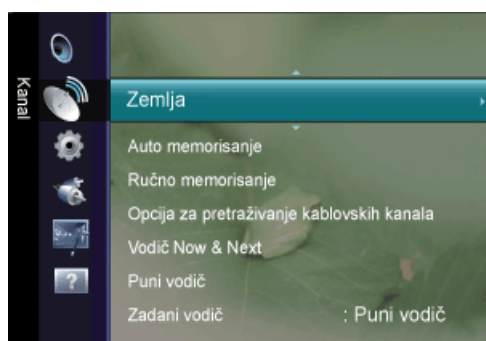 Kanal
Zemlja
Auto memorisanje
Ručno memorisanje
Opcija za pretraživanje kablovskih kanala
Vodič Now & Next
Puni vodič
Zadani vodič : Puni vodič